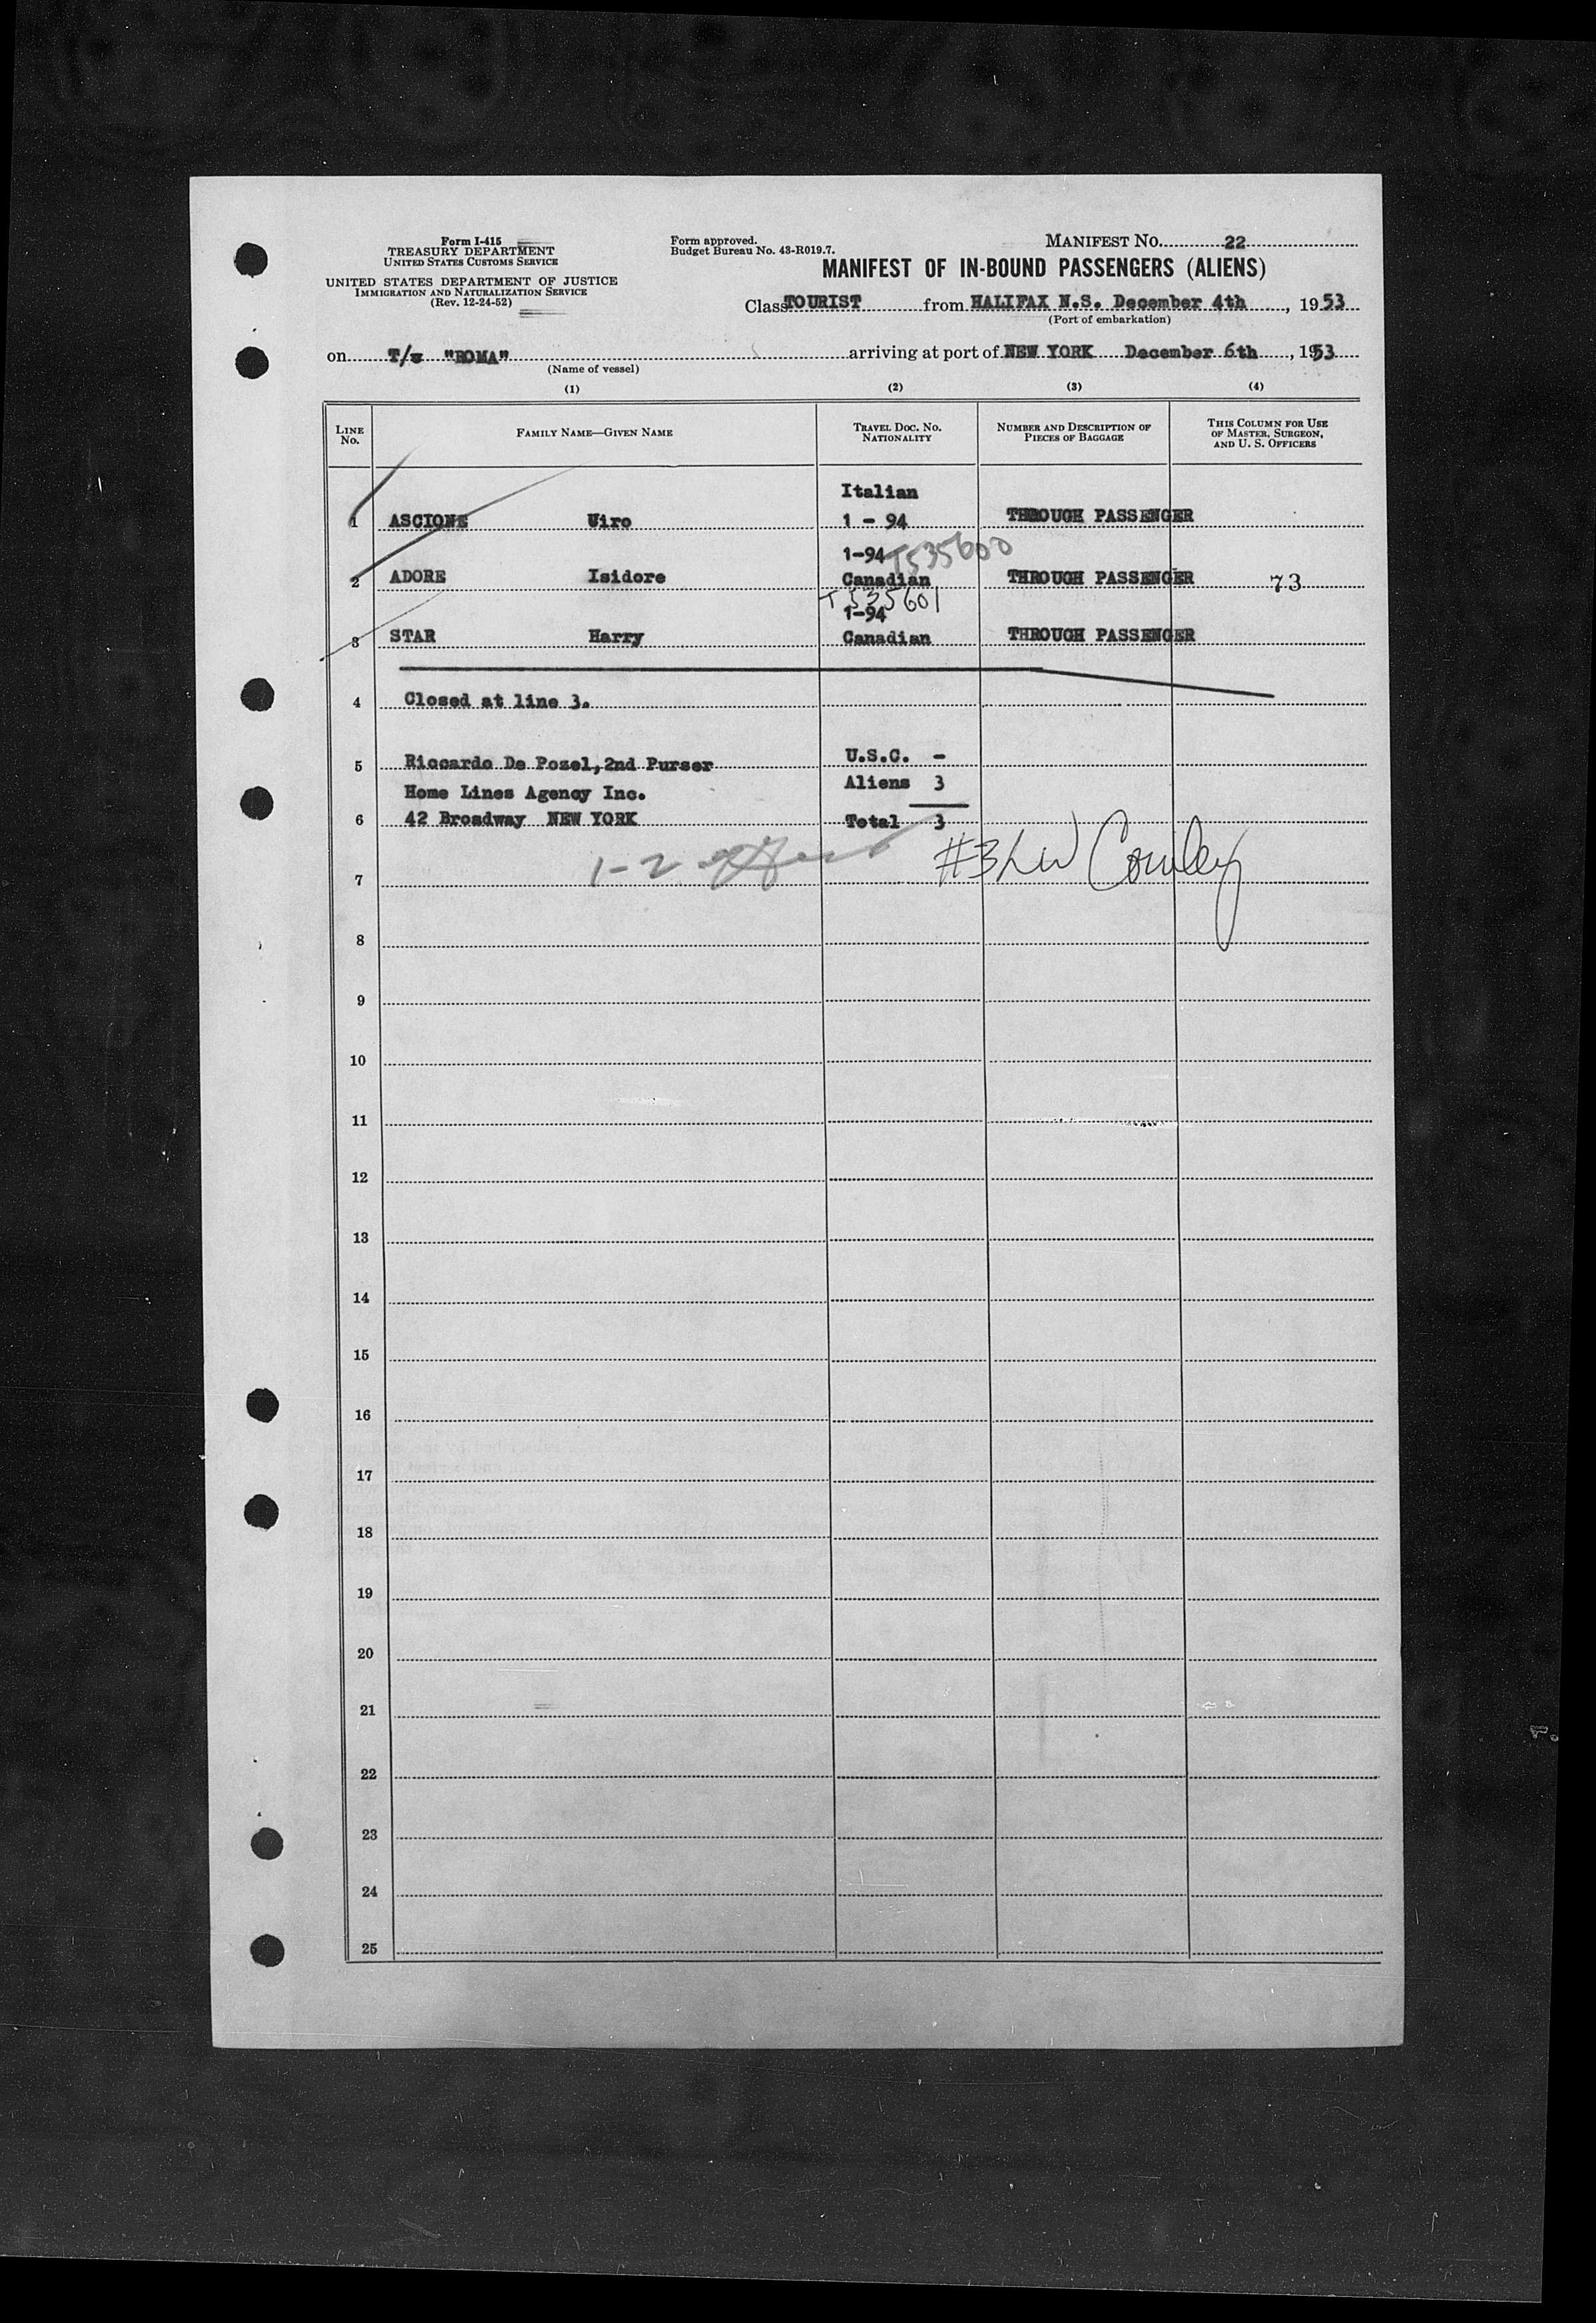 Form I-415
TREASURY DEPARTMENT
UNITED STATES CUSTOMS SERVICE
UNITED STATES DEPARTMENT OF JUSTICE
IMMIGRATION AND NATURALIZATION SERVICE
(Rev. 12-24-52)
Form approved.
Budget Bureau No. 43-R019.7.
MANIFEST NO. 22
MANIFEST OF IN-BOUND PASSENGERS (ALIENS)
Class TOURIST from HALIFAX N.S. December 4th, 1953
(Port of embarkation)
on T/s "ROMA" arriving at port of NEW YORK December 6th, 1953
(Name of vessel)
(1) (2) (3) (4)
LINE No. FAMILY NAME—GIVEN NAME TRAVEL DOC. NO. NATIONALITY NUMBER AND DESCRIPTION OF PIECES OF BAGGAGE THIS COLUMN FOR USE OF MASTER, SURGEON, AND U. S. OFFICERS
Italian
1 ASCIONE Uiro 1 - 94 THROUGH PASSENGER
1-94 T535600
2 ADORE Isidore Canadian THROUGH PASSENGER 73
T535601
1-94
3 STAR Harry Canadian THROUGH PASSENGER
4 Closed at line 3.
5 Riccardo De Pozel, 2nd Purser U.S.C. -
Home Lines Agency Inc. Aliens 3
6 42 Broadway NEW YORK Total 3
1-2 #3 LW Cowley
7
8
9
10
11
12
13
14
15
16
17
18
19
20
21
22
23
24
25